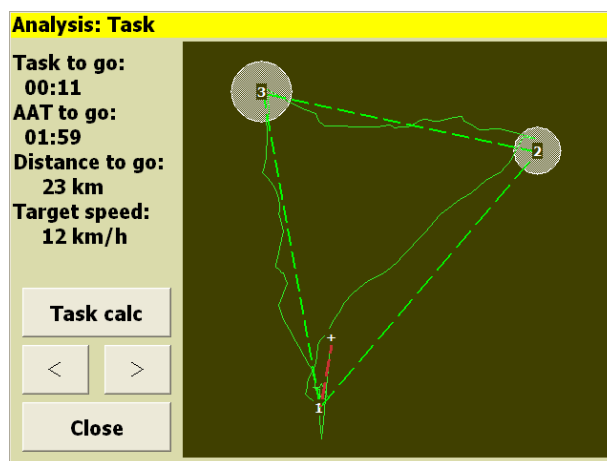 Analysis: Task
Task to go:
00:11
AAT to go:
01:59
Distance to go:
23 km
Target speed:
12 km/h
Task calc
< >
Close
3
2
+
1